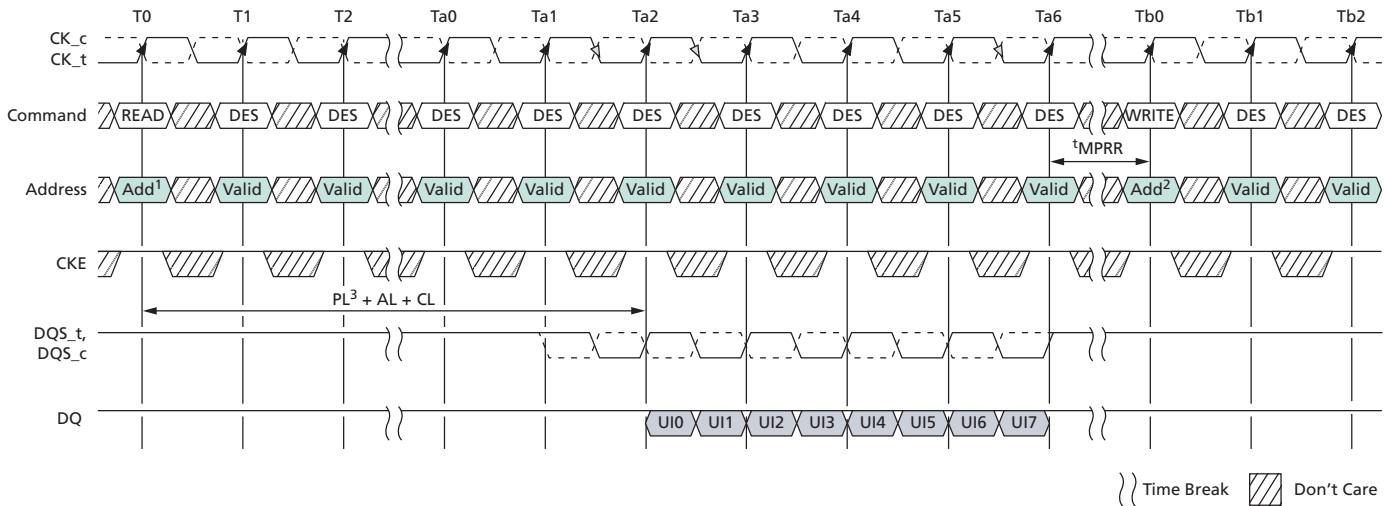 T0 T1 T2 Ta0 Ta1 Ta2 Ta3 Ta4 Ta5 Ta6 Tb0 Tb1 Tb2
CK_c
CK_t
Command READ DES DES DES DES DES DES DES DES DES WRITE DES DES
tMPRR
Address Add1 Valid Valid Valid Valid Valid Valid Valid Valid Valid Add2 Valid Valid
CKE
PL3 + AL + CL
DQS_t,
DQS_c
DQ UI0 UI1 UI2 UI3 UI4 UI5 UI6 UI7
Time Break Don't Care